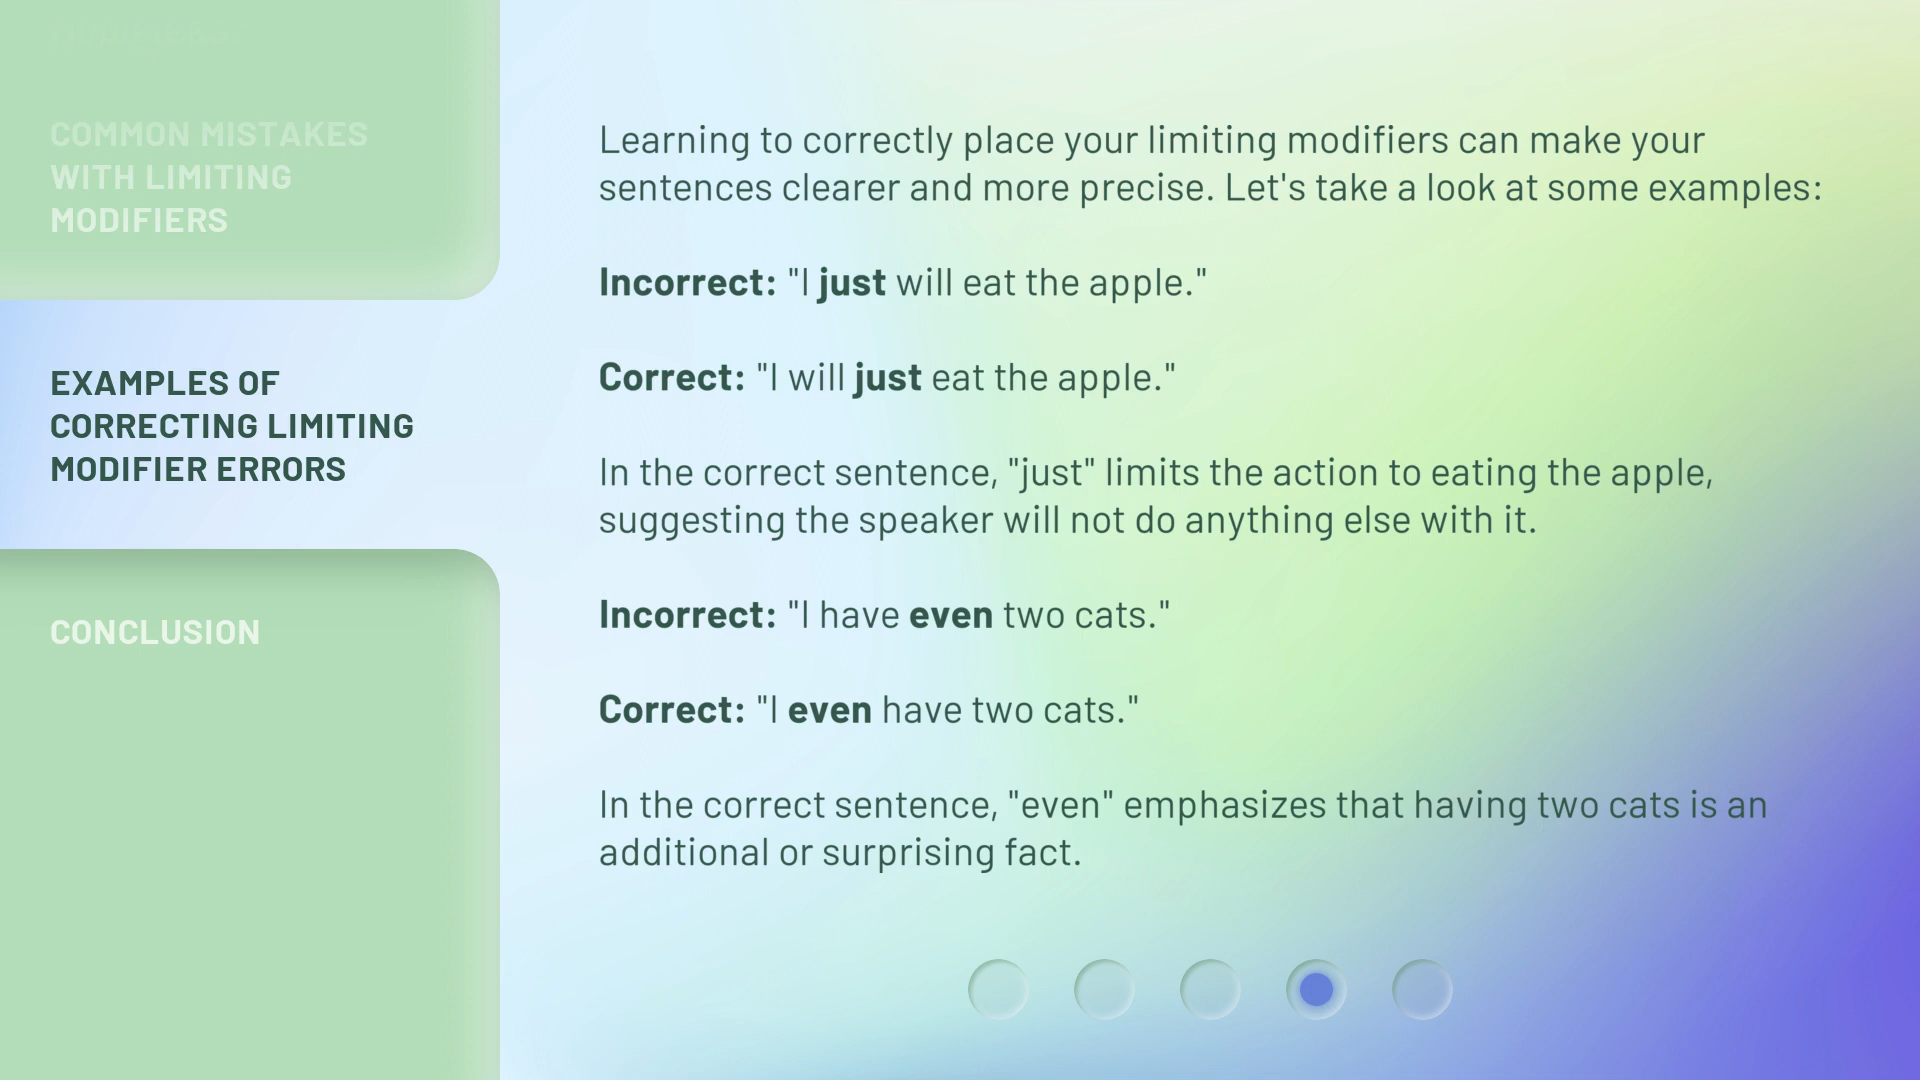 COMMON MISTAKES
WITH LIMITING
MODIFIERS
EXAMPLES OF
CORRECTING LIMITING
MODIFIER ERRORS
CONCLUSION
Learning to correctly place your limiting modifiers can make your
sentences clearer and more precise. Let's take a look at some examples:
Incorrect: "I just will eat the apple."
Correct: "I will just eat the apple."
In the correct sentence, "just" limits the action to eating the apple,
suggesting the speaker will not do anything else with it.
Incorrect: "I have even two cats."
Correct: "I even have two cats."
In the correct sentence, "even" emphasizes that having two cats is an
additional or surprising fact.